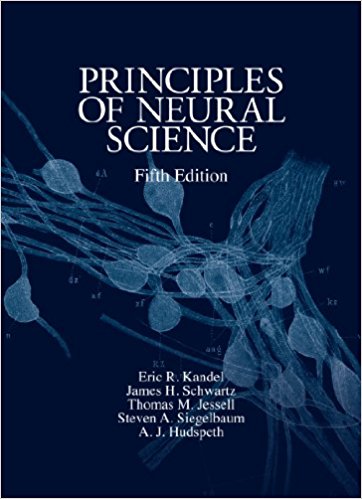 PRINCIPLES
OF NEURAL
SCIENCE
Fifth Edition
Eric R. Kandel
James H. Schwartz
Thomas M. Jessell
Steven A. Siegelbaum
A. J. Hudspeth